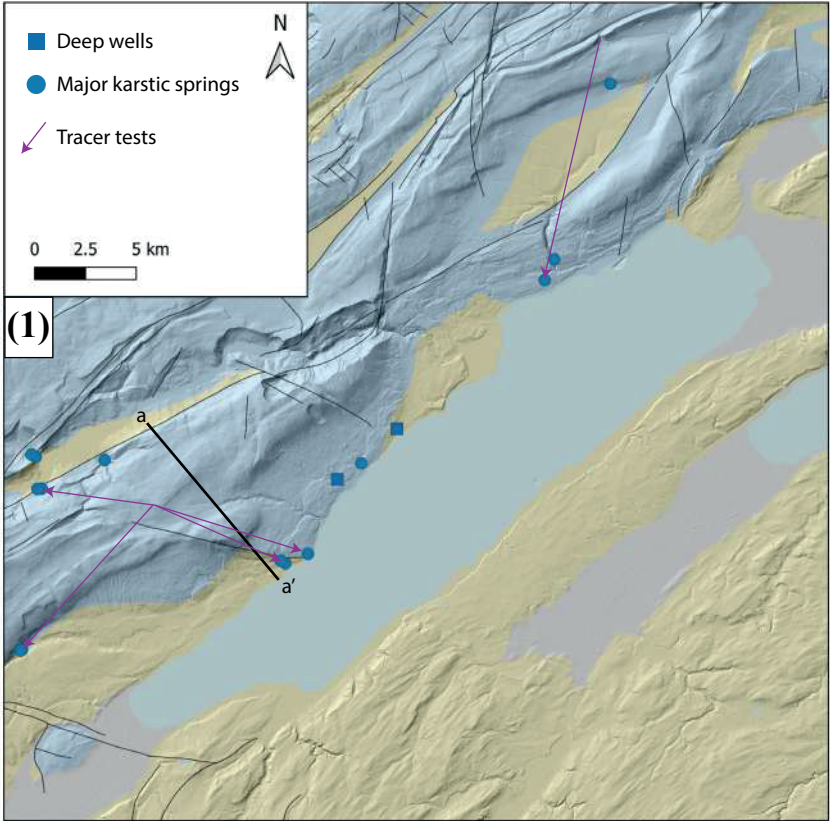 N
Deep wells
Major karstic springs
Tracer tests
0 2.5 5 km
(1)
a
a′